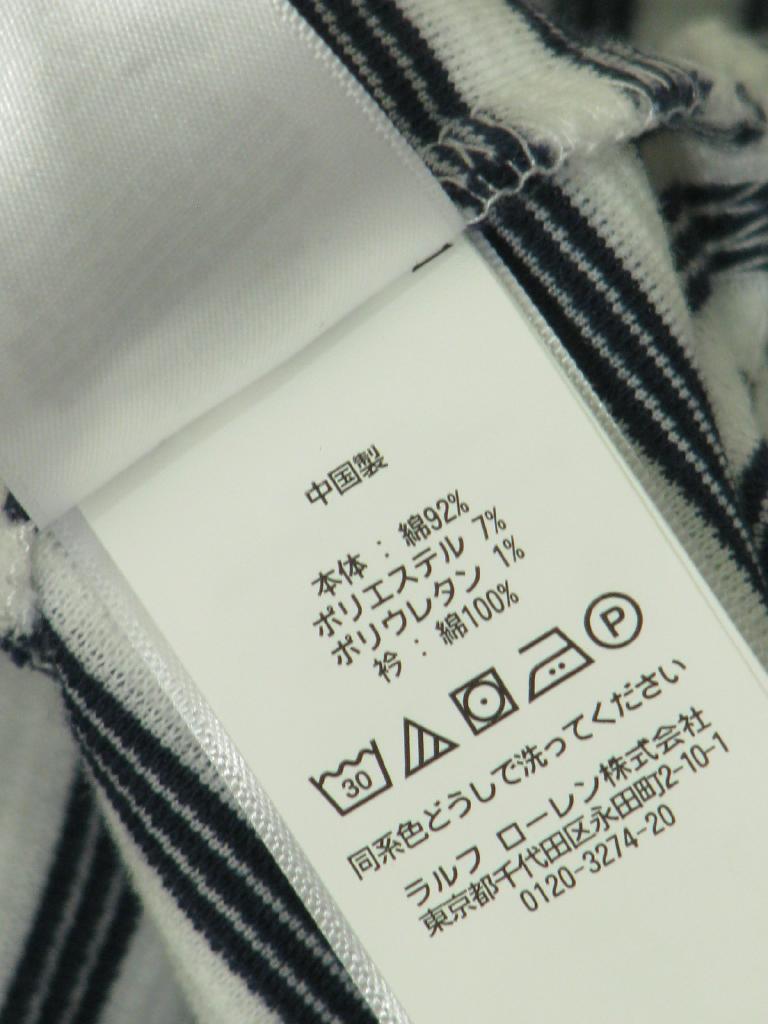 中国製
本体 : 綿92%
ポリエステル 7%
ポリウレタン 1%
衿 : 綿100%
30
P
同系色どうしで洗ってください
ラルフ ローレン株式会社
東京都千代田区永田町2-10-1
0120-3274-20